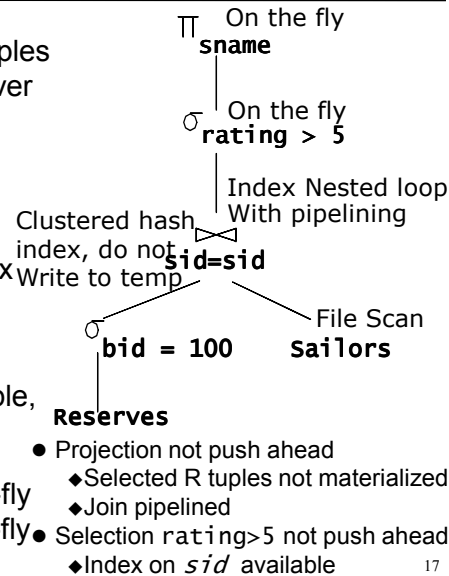 On the fly
∏ sname
ples
ver
On the fly
σ rating > 5
Index Nested loop
With pipelining
Clustered hash
index, do not
x Write to temp
sid=sid
File Scan
σ bid = 100
Sailors
ole,
Reserves
● Projection not push ahead
◆Selected R tuples not materialized
fly
◆Join pipelined
fly
● Selection rating>5 not push ahead
◆Index on sid available
17